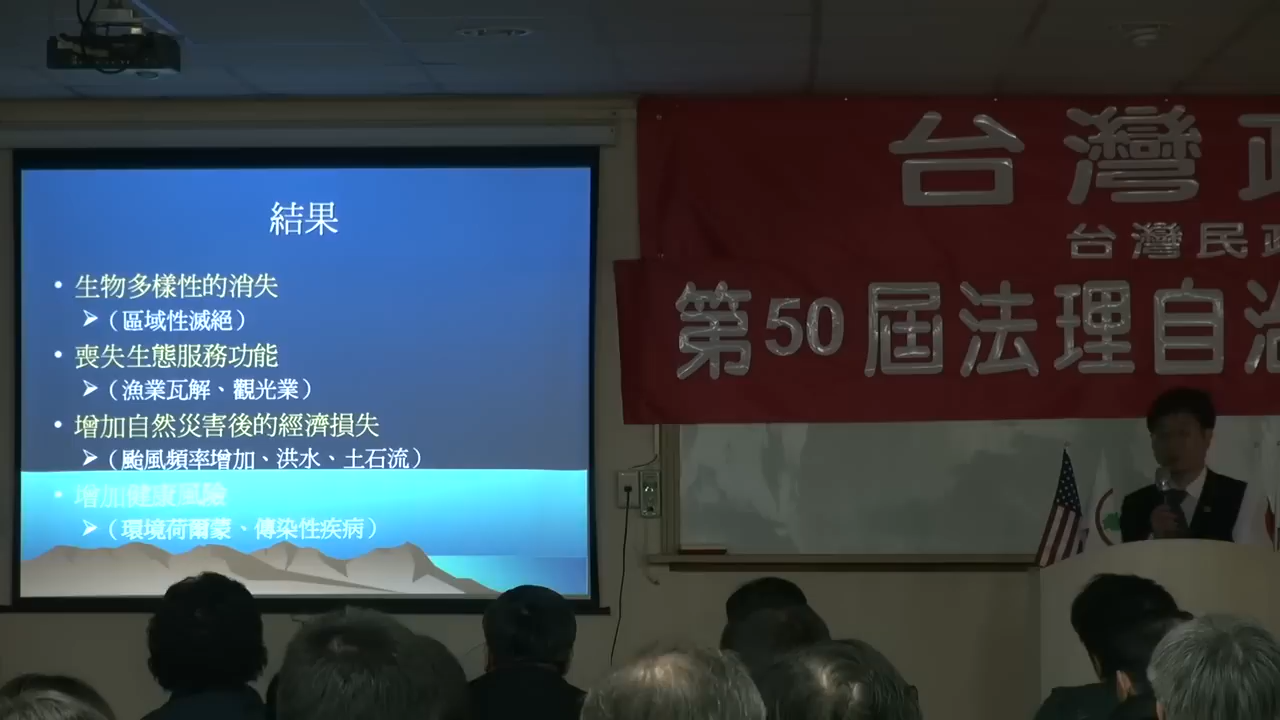 結果
• 生物多樣性的消失
➤ (區域性滅絕)
• 喪失生態服務功能
➤ (漁業瓦解、觀光業)
• 增加自然災害後的經濟損失
➤ (颱風頻率增加、洪水、土石流)
• 增加健康風險
➤ (環境荷爾蒙、傳染性疾病)
台灣
台灣民政
第50屆法理自治